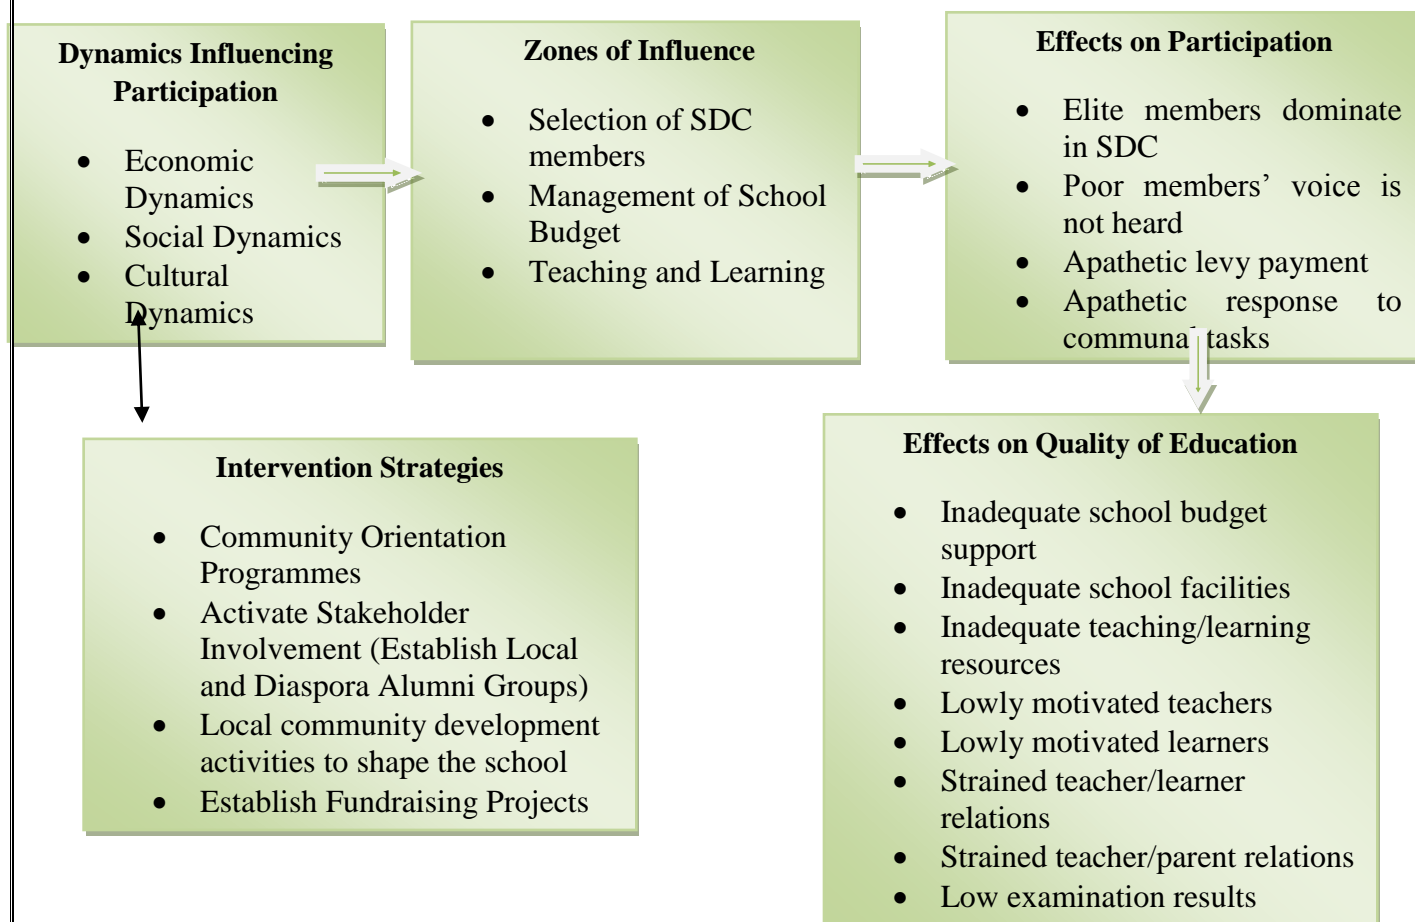 Dynamics Influencing
Participation
• Economic
Dynamics
• Social Dynamics
• Cultural
Dynamics
Zones of Influence
• Selection of SDC
members
• Management of School
Budget
• Teaching and Learning
Effects on Participation
• Elite members dominate
in SDC
• Poor members’ voice is
not heard
• Apathetic levy payment
• Apathetic response to
communal tasks
Intervention Strategies
• Community Orientation
Programmes
• Activate Stakeholder
Involvement (Establish Local
and Diaspora Alumni Groups)
• Local community development
activities to shape the school
• Establish Fundraising Projects
Effects on Quality of Education
• Inadequate school budget
support
• Inadequate school facilities
• Inadequate teaching/learning
resources
• Lowly motivated teachers
• Lowly motivated learners
• Strained teacher/learner
relations
• Strained teacher/parent relations
• Low examination results